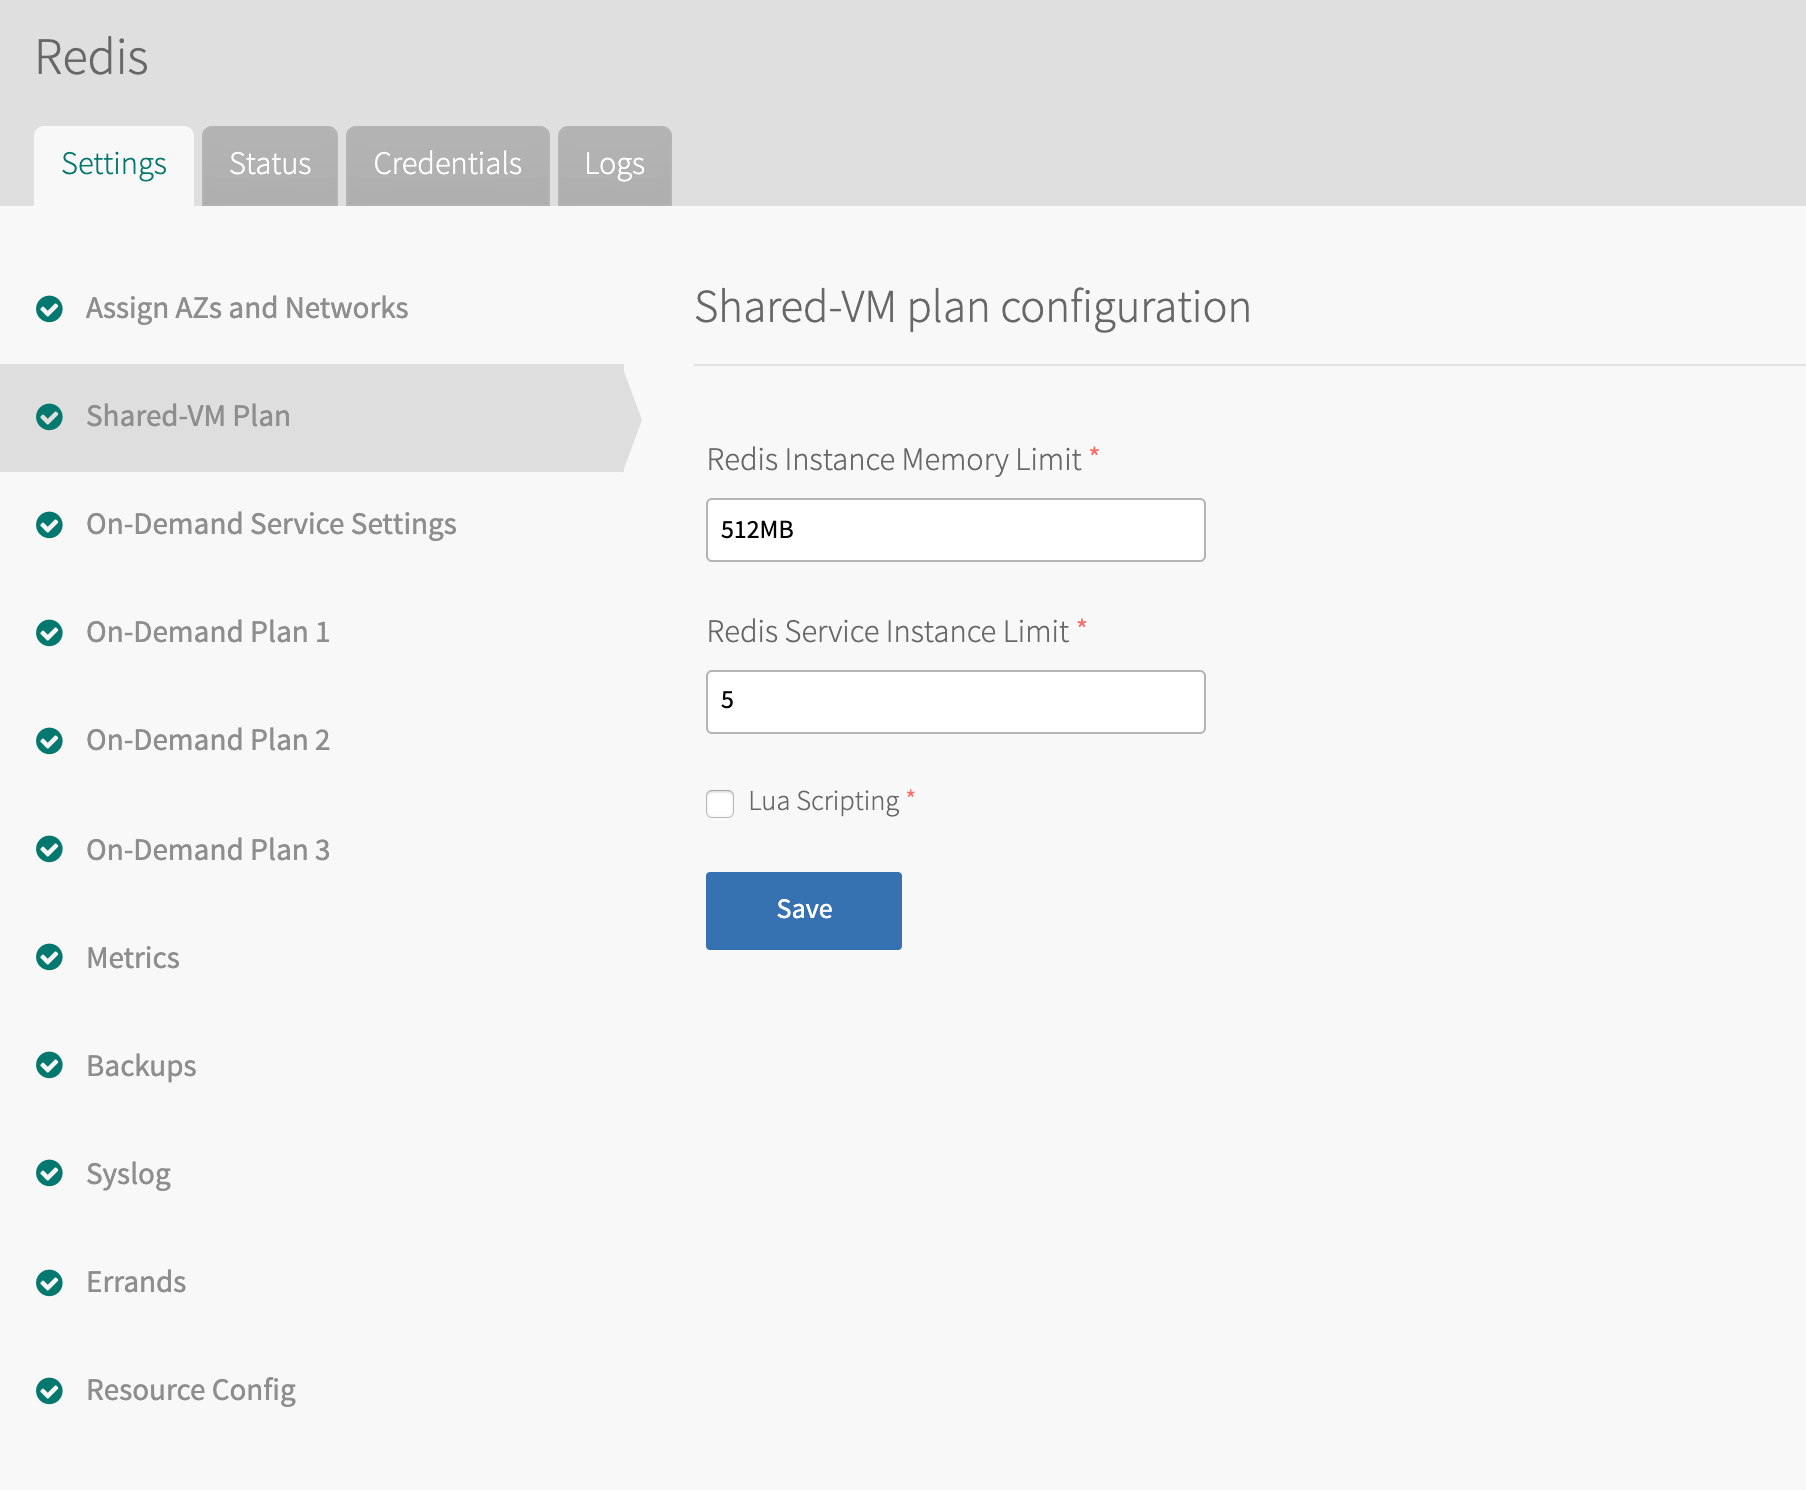 Redis
Settings
Status
Credentials
Logs
Assign AZs and Networks
Shared-VM Plan
On-Demand Service Settings
On-Demand Plan 1
On-Demand Plan 2
On-Demand Plan 3
Metrics
Backups
Syslog
Errands
Resource Config
Shared-VM plan configuration
Redis Instance Memory Limit *
512MB
Redis Service Instance Limit *
5
Lua Scripting *
Save